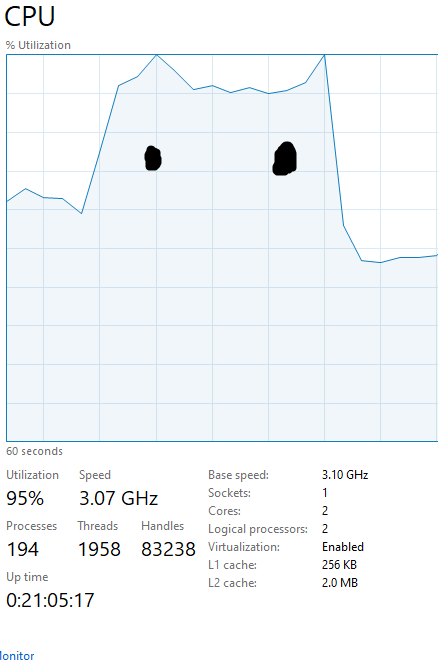 CPU
% Utilization
60 seconds
Utilization Speed
95% 3.07 GHz
Processes Threads Handles
194 1958 83238
Up time
0:21:05:17
Base speed: 3.10 GHz
Sockets: 1
Cores: 2
Logical processors: 2
Virtualization: Enabled
L1 cache: 256 KB
L2 cache: 2.0 MB